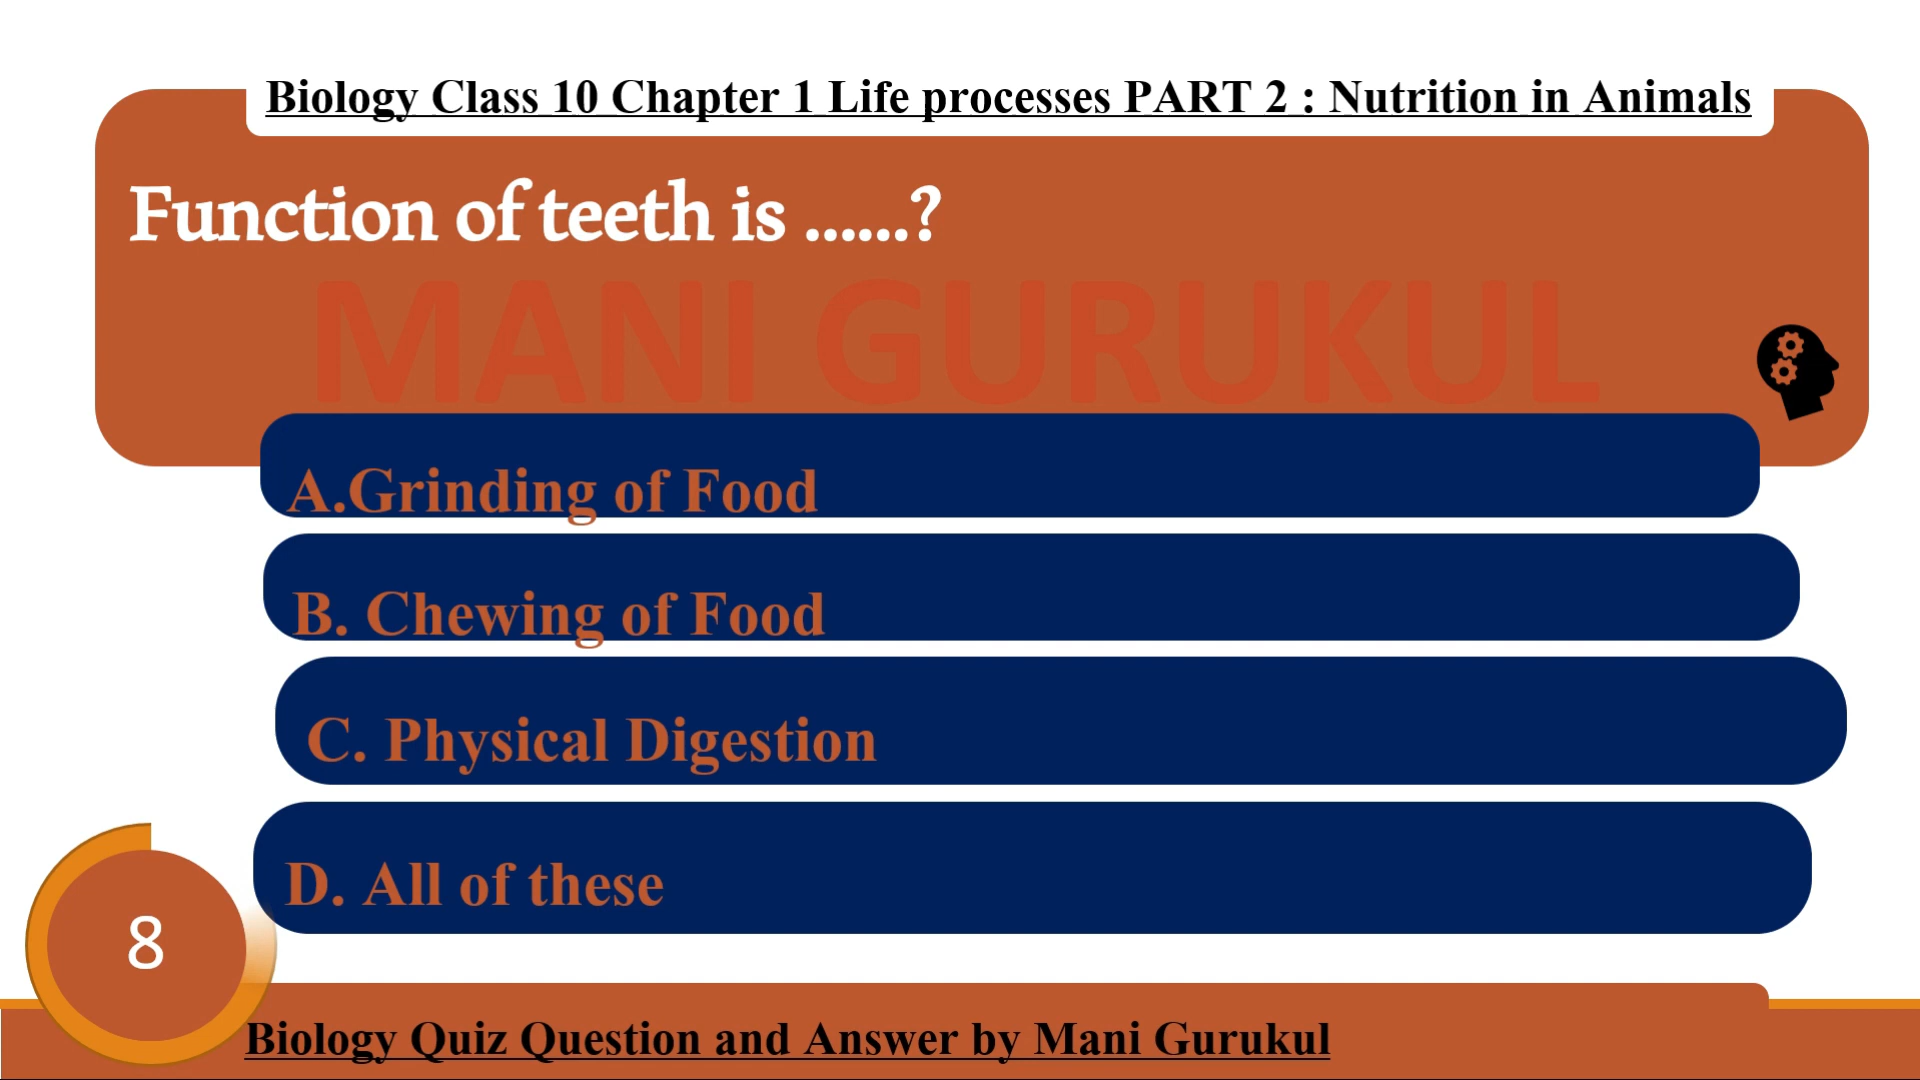 Biology Class 10 Chapter 1 Life processes PART 2 : Nutrition in Animals
Function of teeth is ......?
MANI GURUKUL
A.Grinding of Food
B. Chewing of Food
C. Physical Digestion
D. All of these
8
Biology Quiz Question and Answer by Mani Gurukul